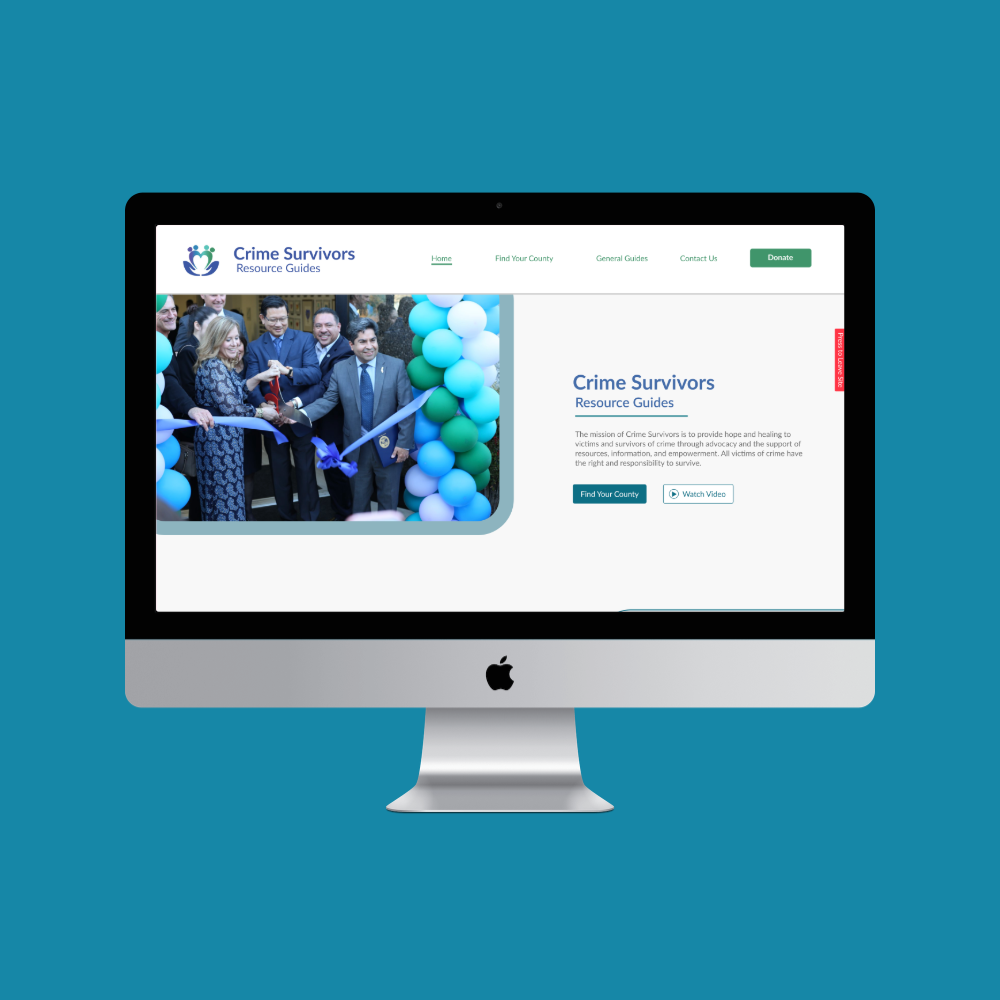 Crime Survivors
Resource Guides
Home
Find Your County
General Guides
Contact Us
Donate
Press to Leave Site
Crime Survivors
Resource Guides
The mission of Crime Survivors is to provide hope and healing to
victims and survivors of crime through advocacy and the support of
resources, information, and empowerment. All victims of crime have
the right and responsibility to survive.
Find Your County
Watch Video